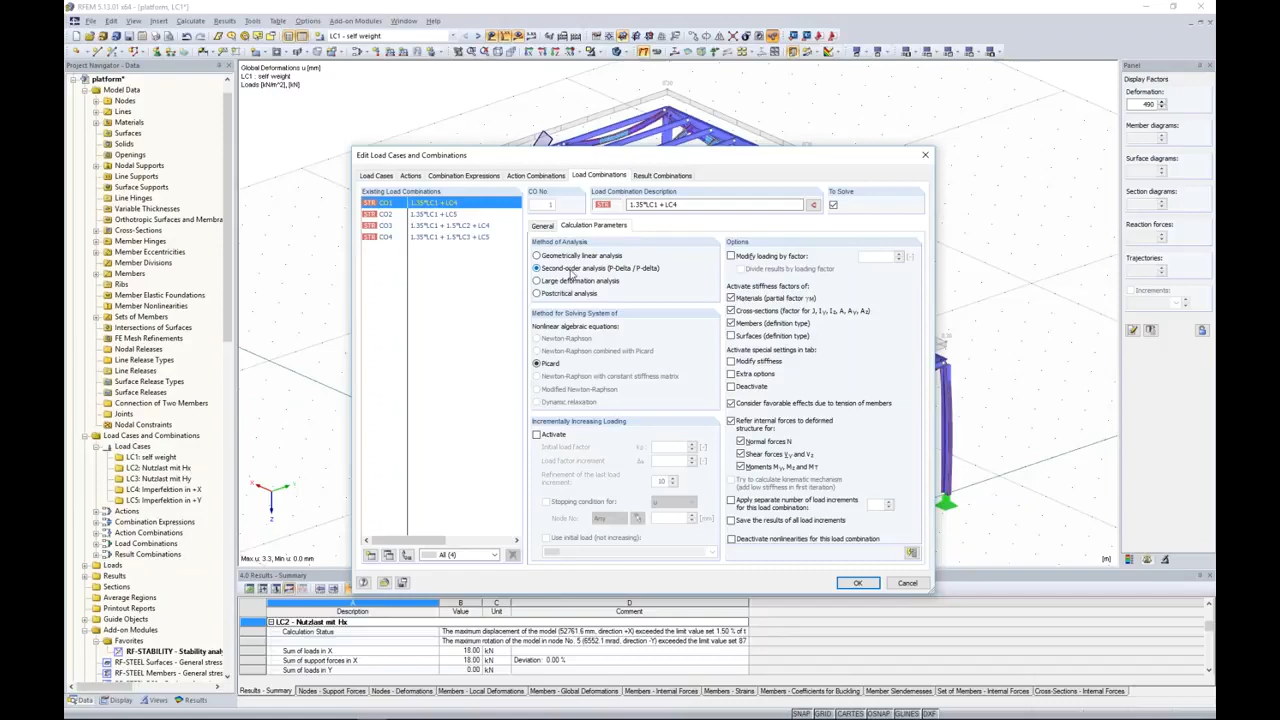 RFEM 5.13.01 x64 - [platform, LC1*]
File Edit View Insert Calculate Results Tools Table Options Add-on Modules Window Help
LC1 - self weight
Project Navigator - Data
platform*
Model Data
Nodes
Lines
Materials
Surfaces
Solids
Openings
Nodal Supports
Line Supports
Surface Supports
Line Hinges
Variable Thicknesses
Orthotropic Surfaces and Membra
Cross-Sections
Member Hinges
Member Eccentricities
Member Divisions
Members
Ribs
Member Elastic Foundations
Member Nonlinearities
Sets of Members
Intersections of Surfaces
FE Mesh Refinements
Nodal Releases
Line Release Types
Line Releases
Surface Release Types
Surface Releases
Connection of Two Members
Joints
Nodal Constraints
Load Cases and Combinations
Load Cases
LC1: self weight
LC2: Nutzlast mit Hx
LC3: Nutzlast mit Hy
LC4: Imperfektion in +X
LC5: Imperfektion in +Y
Actions
Combination Expressions
Action Combinations
Load Combinations
Result Combinations
Loads
Results
Sections
Average Regions
Printout Reports
Guide Objects
Add-on Modules
Favorites
RF-STABILITY - Stability anal
RF-STEEL Surfaces - General stress
RF-STEEL Members - General stres
Data Display Views Results
Global Deformations u [mm]
LC1 : self weight
Loads [kN/m^2], [kN]
Max u: 3.3, Min u: 0.0 mm
X
Y
Z
[m]
Edit Load Cases and Combinations
Load Cases Actions Combination Expressions Action Combinations Load Combinations Result Combinations
Existing Load Combinations
STR CO1 1.35*LC1 + LC4
STR CO2 1.35*LC1 + LC5
STR CO3 1.35*LC1 + 1.5*LC2 + LC4
STR CO4 1.35*LC1 + 1.5*LC3 + LC5
All (4)
CO No.
1
Load Combination Description
STR 1.35*LC1 + LC4
To Solve
General Calculation Parameters
Method of Analysis
Geometrically linear analysis
Second-order analysis (P-Delta / P-delta)
Large deformation analysis
Postcritical analysis
Method for Solving System of
Nonlinear algebraic equations:
Newton-Raphson
Newton-Raphson combined with Picard
Picard
Newton-Raphson with constant stiffness matrix
Modified Newton-Raphson
Dynamic relaxation
Incrementally Increasing Loading
Activate
Initial load factor [-]
Load factor increment [-]
Refinement of the last load
increment 10
Stopping condition for: u
Node No.: Any [mm]
Use initial load (not increasing):
Options
Modify loading by factor: [-]
Divide results by loading factor
Activate stiffness factors of:
Materials (partial factor γM)
Cross-sections (factor for J, Iy, Iz, A, Ay, Az)
Members (definition type)
Surfaces (definition type)
Activate special settings in tab:
Modify stiffness
Extra options
Deactivate
Consider favorable effects due to tension of members
Refer internal forces to deformed
structure for:
Normal forces N
Shear forces Vy and Vz
Moments My, Mz and MT
Try to calculate kinematic mechanism
(add low stiffness in first iteration)
Apply separate number of load increments
for this load combination:
Save the results of all load increments
Deactivate nonlinearities for this load combination
OK Cancel
Panel
Display Factors
Deformation:
490
Member diagrams:
Surface diagrams:
Section diagrams:
Reaction forces:
Trajectories:
Increments:
4.0 Results - Summary
A B C D
Description Value Unit Comment
LC2 - Nutzlast mit Hx
Calculation Status The maximum displacement of the model (52761.6 mm, direction +X) exceeded the limit value set 1.50 % of t
The maximum rotation of the model in node No. 5 (6552.1 mrad, direction -Y) exceeded the limit value set 87
Sum of loads in X 18.00 kN
Sum of support forces in X 18.00 kN Deviation: 0.00 %
Sum of loads in Y 0.00 kN
Results - Summary Nodes - Support Forces Nodes - Deformations Members - Local Deformations Members - Global Deformations Members - Internal Forces Members - Strains Members - Coefficients for Buckling Member Slendernesses Set of Members - Internal Forces Cross-Sections - Internal Forces
SNAP GRID CARTES OSNAP GLINES DXF